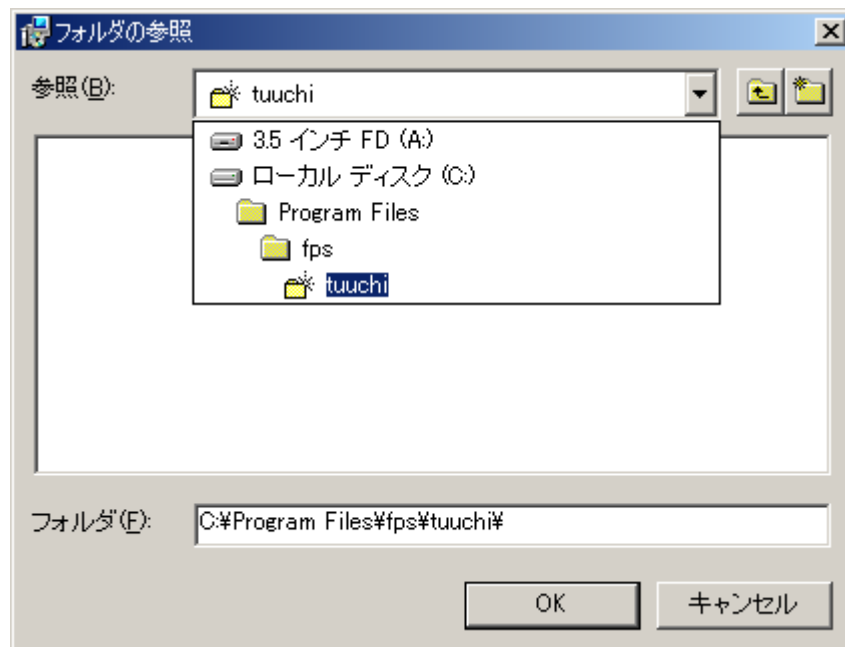 フォルダの参照
参照(B):
tuuchi
3.5 インチ FD (A:)
ローカル ディスク (C:)
Program Files
fps
tuuchi
フォルダ(F):
C:¥Program Files¥fps¥tuuchi¥
OK
キャンセル